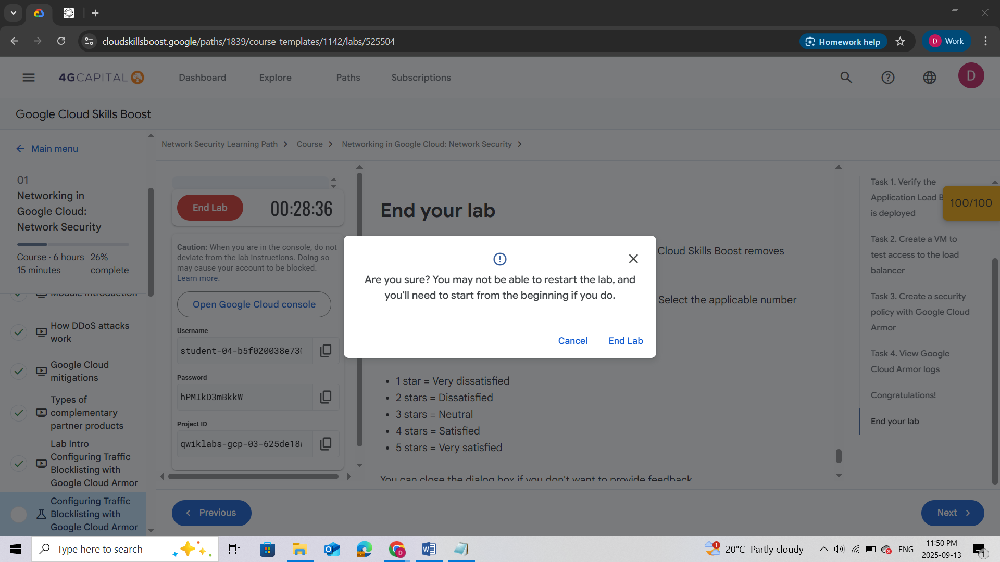 cloudskillsboost.google/paths/1839/course_templates/1142/labs/525504
Homework help
D
Work
4GCAPITAL
Dashboard
Explore
Paths
Subscriptions
D
Google Cloud Skills Boost
Main menu
01
Networking in
Google Cloud:
Network Security
Course · 6 hours
15 minutes
26%
complete
Module Introduction
How DDoS attacks
work
Google Cloud
mitigations
Types of
complementary
partner products
Lab Intro
Configuring Traffic
Blocklisting with
Google Cloud Armor
Configuring Traffic
Blocklisting with
Google Cloud Armor
Network Security Learning Path
Course
Networking in Google Cloud: Network Security
End Lab
00:28:36
Caution: When you are in the console, do not
deviate from the lab instructions. Doing so
may cause your account to be blocked.
Learn more.
Open Google Cloud console
Username
student-04-b5f020038e730
Password
hPMIkD3mBkkW
Project ID
qwiklabs-gcp-03-625de18a
End your lab
Cloud Skills Boost removes
Select the applicable number
1 star = Very dissatisfied
2 stars = Dissatisfied
3 stars = Neutral
4 stars = Satisfied
5 stars = Very satisfied
You can close the dialog box if you don't want to provide feedback
Are you sure? You may not be able to restart the lab, and
you'll need to start from the beginning if you do.
Cancel
End Lab
Task 1. Verify the
Application Load B
is deployed
100/100
Task 2. Create a VM to
test access to the load
balancer
Task 3. Create a security
policy with Google Cloud
Armor
Task 4. View Google
Cloud Armor logs
Congratulations!
End your lab
Previous
Next
Type here to search
1
20°C Partly cloudy
ENG
11:50 PM
2025-09-13
1